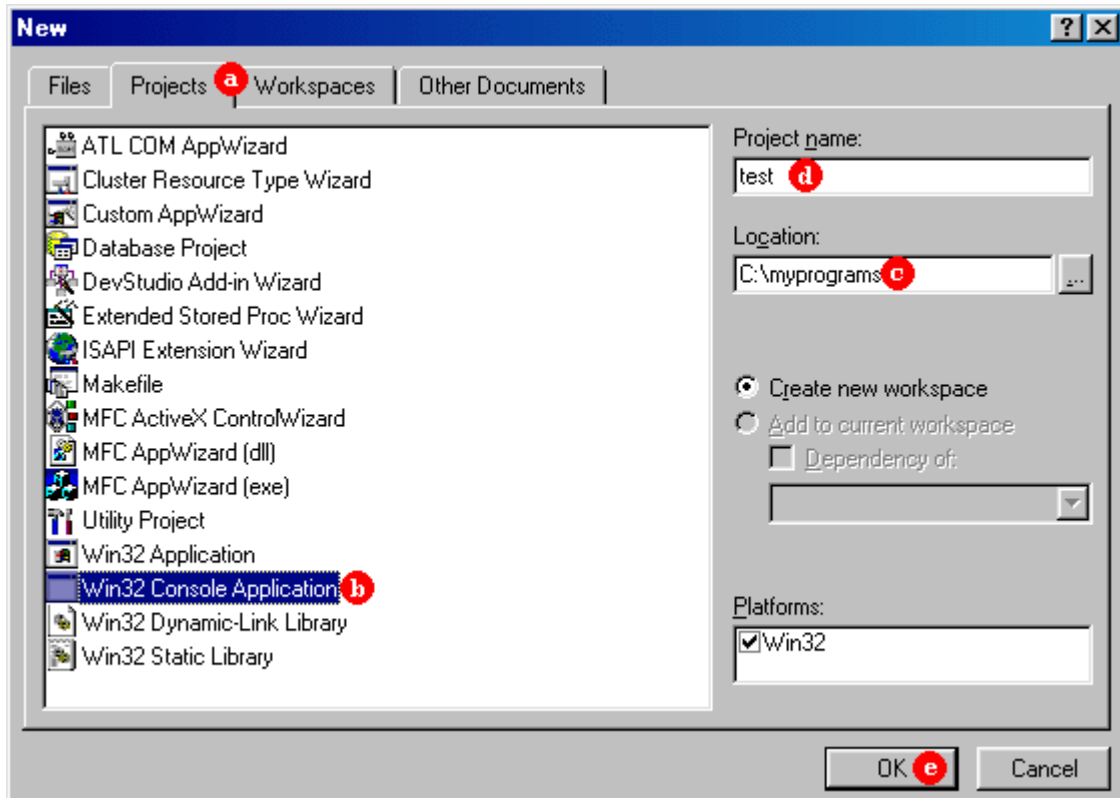 New
Files
Projects a
Workspaces
Other Documents
ATL COM AppWizard
Cluster Resource Type Wizard
Custom AppWizard
Database Project
DevStudio Add-in Wizard
Extended Stored Proc Wizard
ISAPI Extension Wizard
Makefile
MFC ActiveX ControlWizard
MFC AppWizard (dll)
MFC AppWizard (exe)
Utility Project
Win32 Application
Win32 Console Application b
Win32 Dynamic-Link Library
Win32 Static Library
Project name:
test d
Location:
C:\myprograms c
...
Create new workspace
Add to current workspace
Dependency of:
Platforms:
Win32
OK e
Cancel